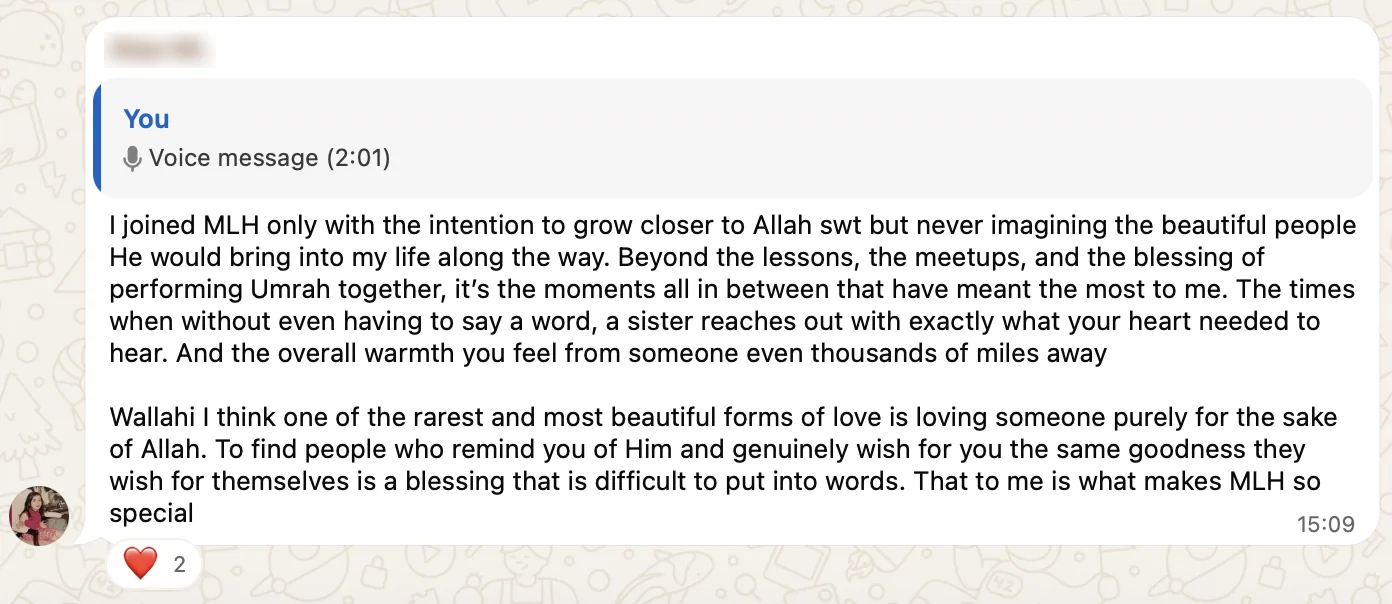 You
Voice message (2:01)
I joined MLH only with the intention to grow closer to Allah swt but never imagining the beautiful people
He would bring into my life along the way. Beyond the lessons, the meetups, and the blessing of
performing Umrah together, it’s the moments all in between that have meant the most to me. The times
when without even having to say a word, a sister reaches out with exactly what your heart needed to
hear. And the overall warmth you feel from someone even thousands of miles away
Wallahi I think one of the rarest and most beautiful forms of love is loving someone purely for the sake
of Allah. To find people who remind you of Him and genuinely wish for you the same goodness they
wish for themselves is a blessing that is difficult to put into words. That to me is what makes MLH so
special
15:09
❤️ 2